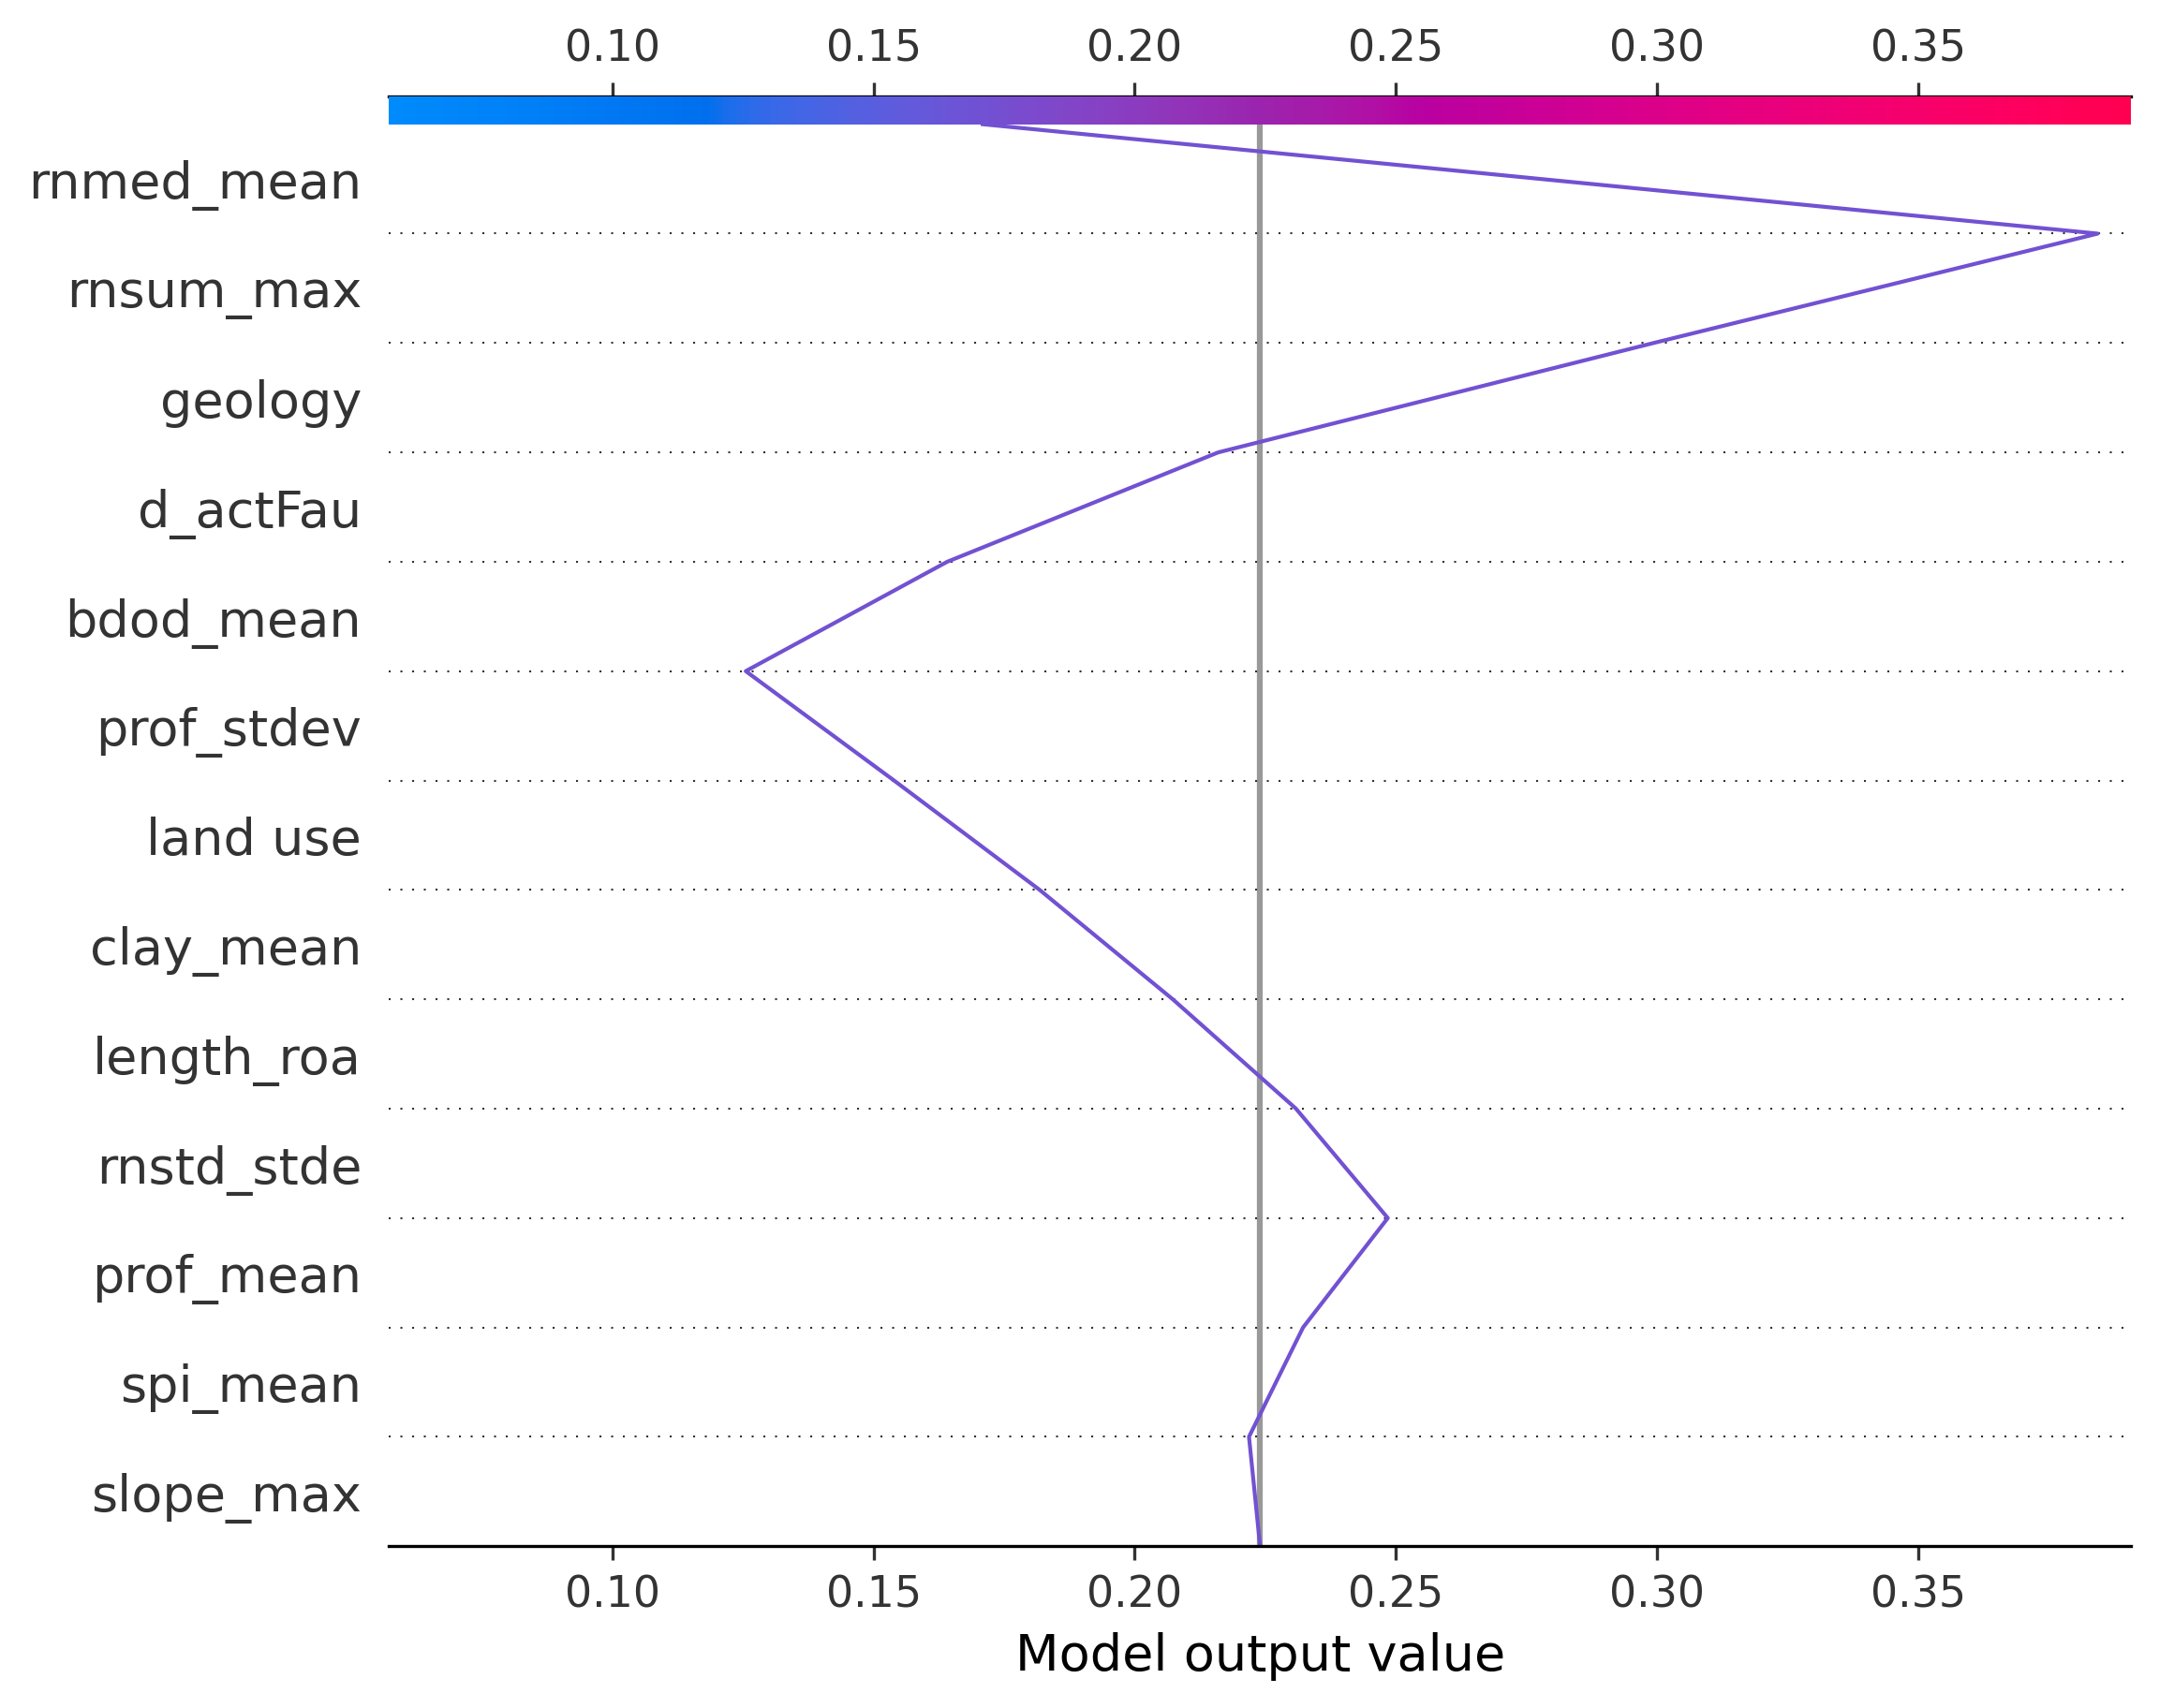 0.10 0.15 0.20 0.25 0.30 0.35
rnmed_mean
rnsum_max
geology
d_actFau
bdod_mean
prof_stdev
land use
clay_mean
length_roa
rnstd_stde
prof_mean
spi_mean
slope_max
0.10 0.15 0.20 0.25 0.30 0.35
Model output value